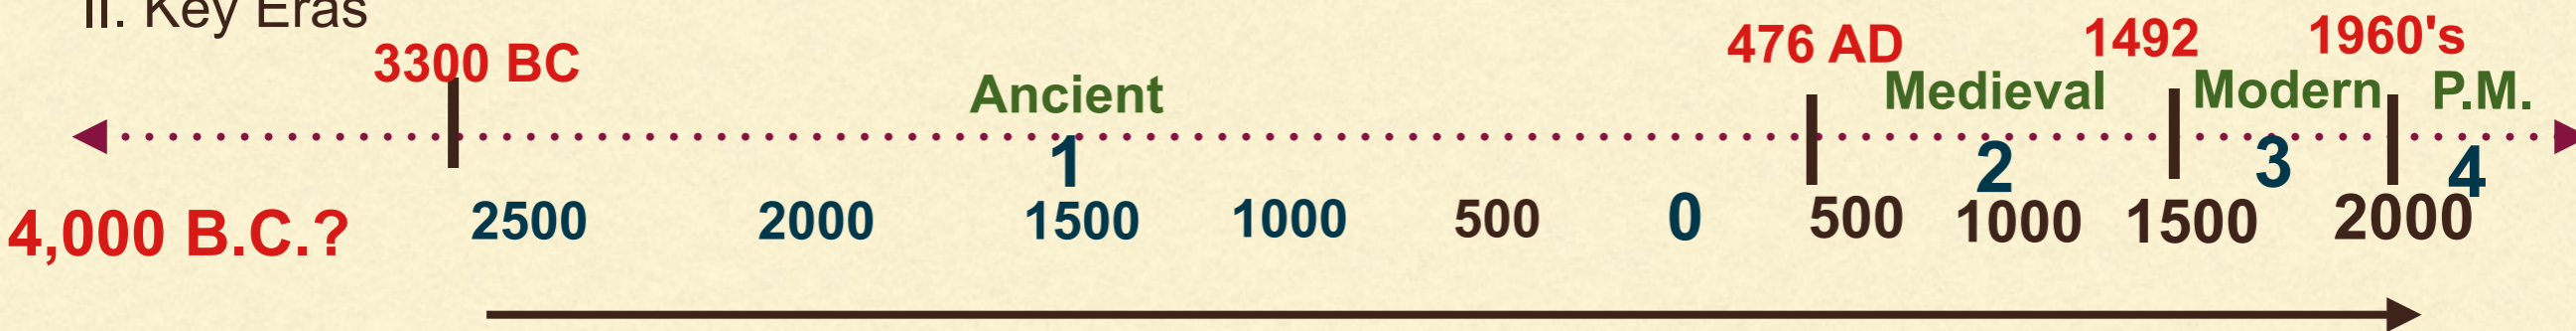 II. Key Eras
3300 BC 476 AD 1492 1960's
Ancient Medieval Modern P.M.
1 2 3 4
4,000 B.C.? 2500 2000 1500 1000 500 0 500 1000 1500 2000